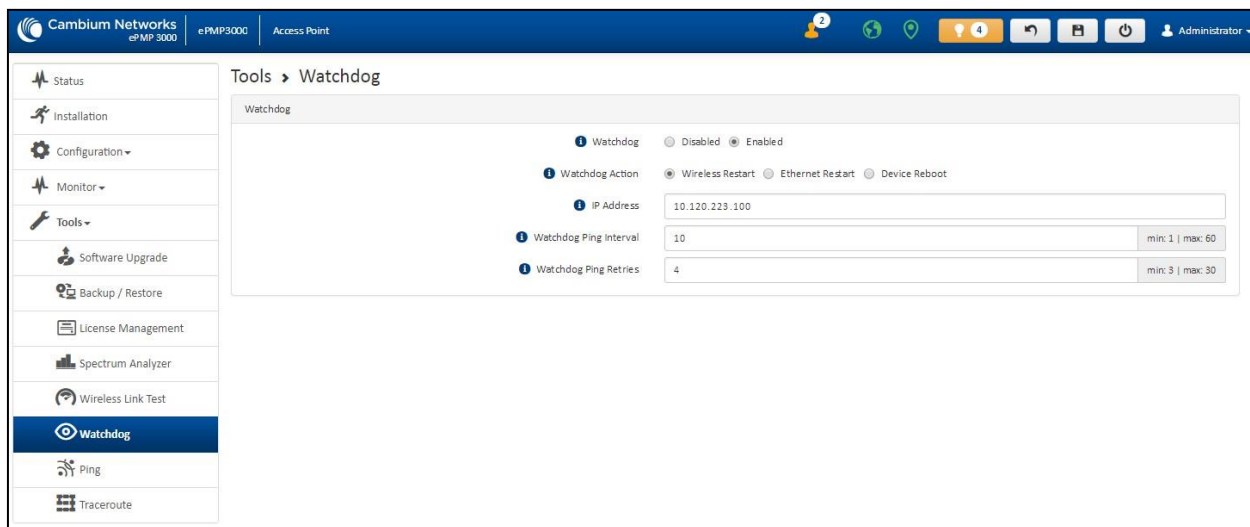 Cambium Networks
ePMP 3000
ePMP3000
Access Point
2
4
Administrator
Status
Installation
Configuration
Monitor
Tools
Software Upgrade
Backup / Restore
License Management
Spectrum Analyzer
Wireless Link Test
Watchdog
Ping
Traceroute
Tools > Watchdog
Watchdog
Watchdog Disabled Enabled
Watchdog Action Wireless Restart Ethernet Restart Device Reboot
IP Address 10.120.223.100
Watchdog Ping Interval 10 min: 1 | max: 60
Watchdog Ping Retries 4 min: 3 | max: 30